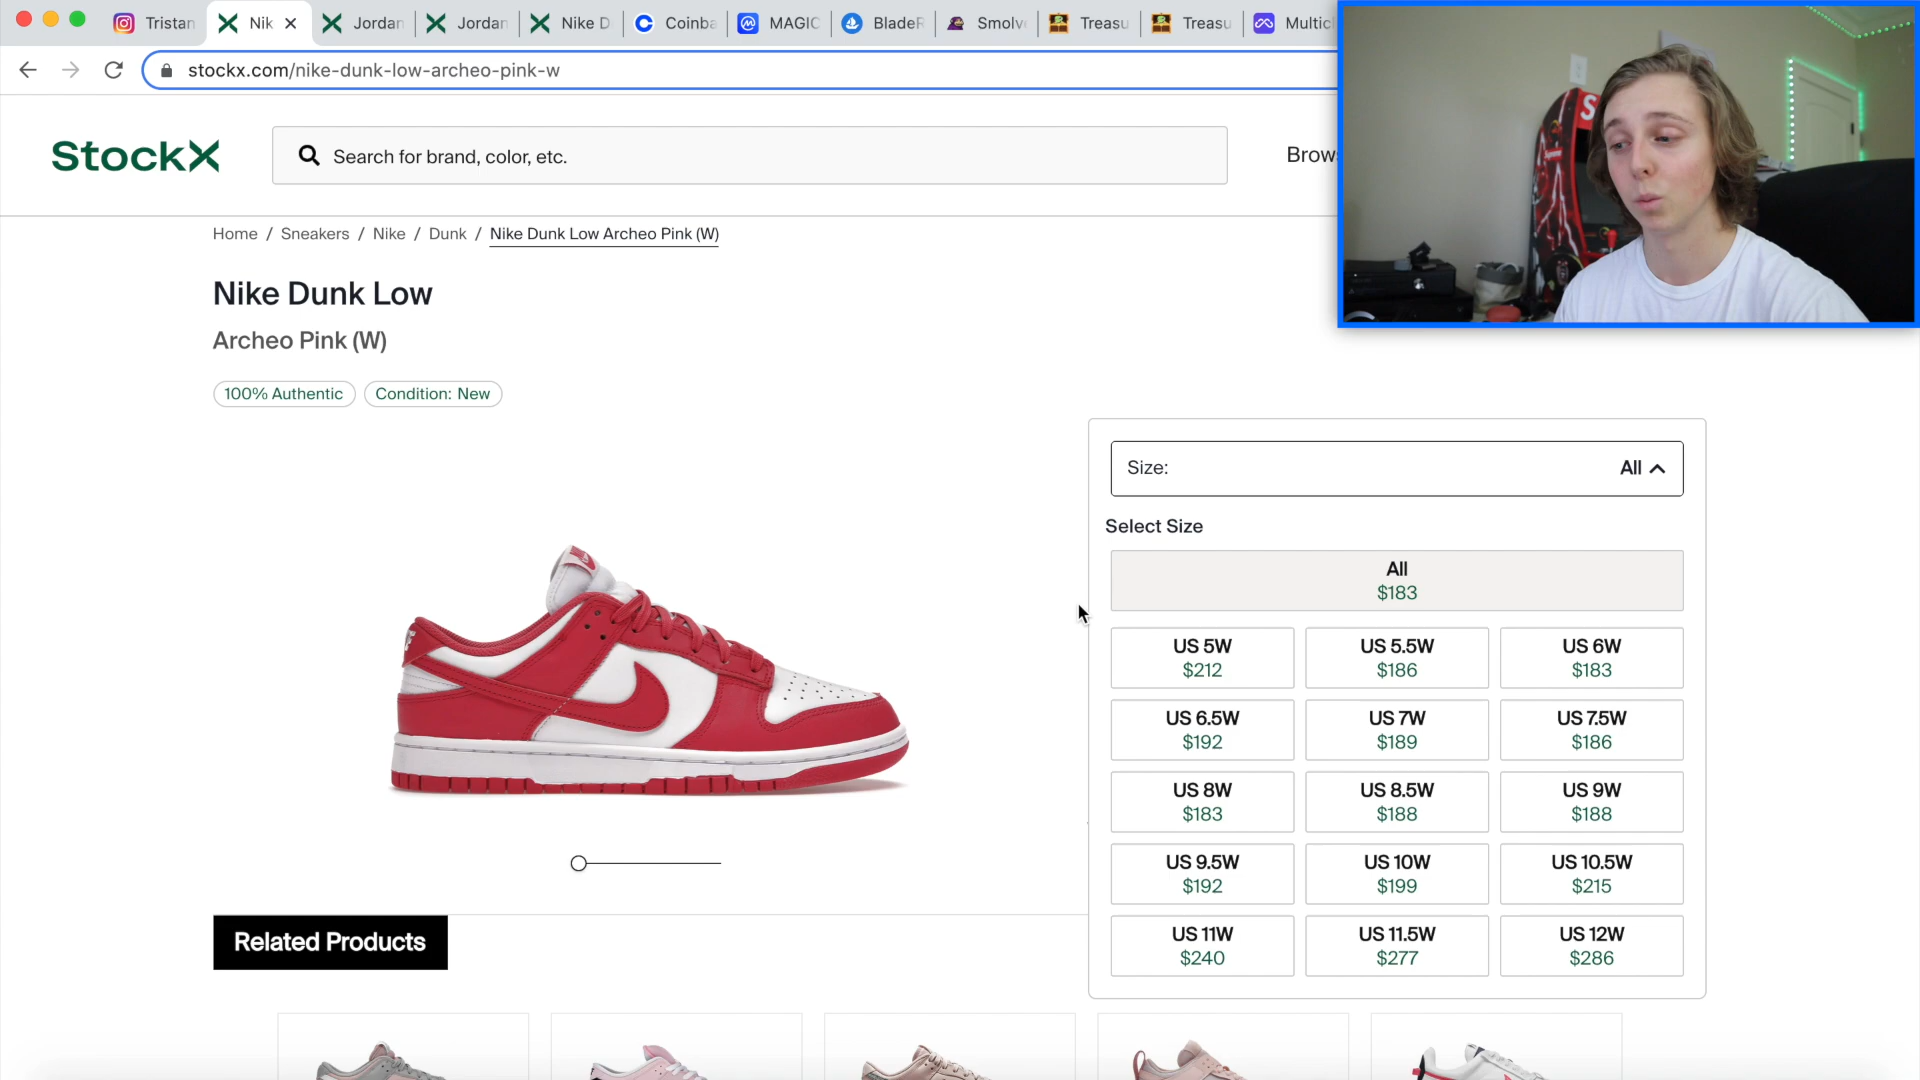 Tristan
Nik
Jordan
Jordan
Nike D
Coinba
MAGIC
BladeR
Smolv
Treasu
Treasu
Multic
stockx.com/nike-dunk-low-archeo-pink-w
StockX
Search for brand, color, etc.
Brows
Home / Sneakers / Nike / Dunk / Nike Dunk Low Archeo Pink (W)
Nike Dunk Low
Archeo Pink (W)
100% Authentic
Condition: New
Size:
All
Select Size
All
$183
US 5W
$212
US 5.5W
$186
US 6W
$183
US 6.5W
$192
US 7W
$189
US 7.5W
$186
US 8W
$183
US 8.5W
$188
US 9W
$188
US 9.5W
$192
US 10W
$199
US 10.5W
$215
US 11W
$240
US 11.5W
$277
US 12W
$286
Related Products